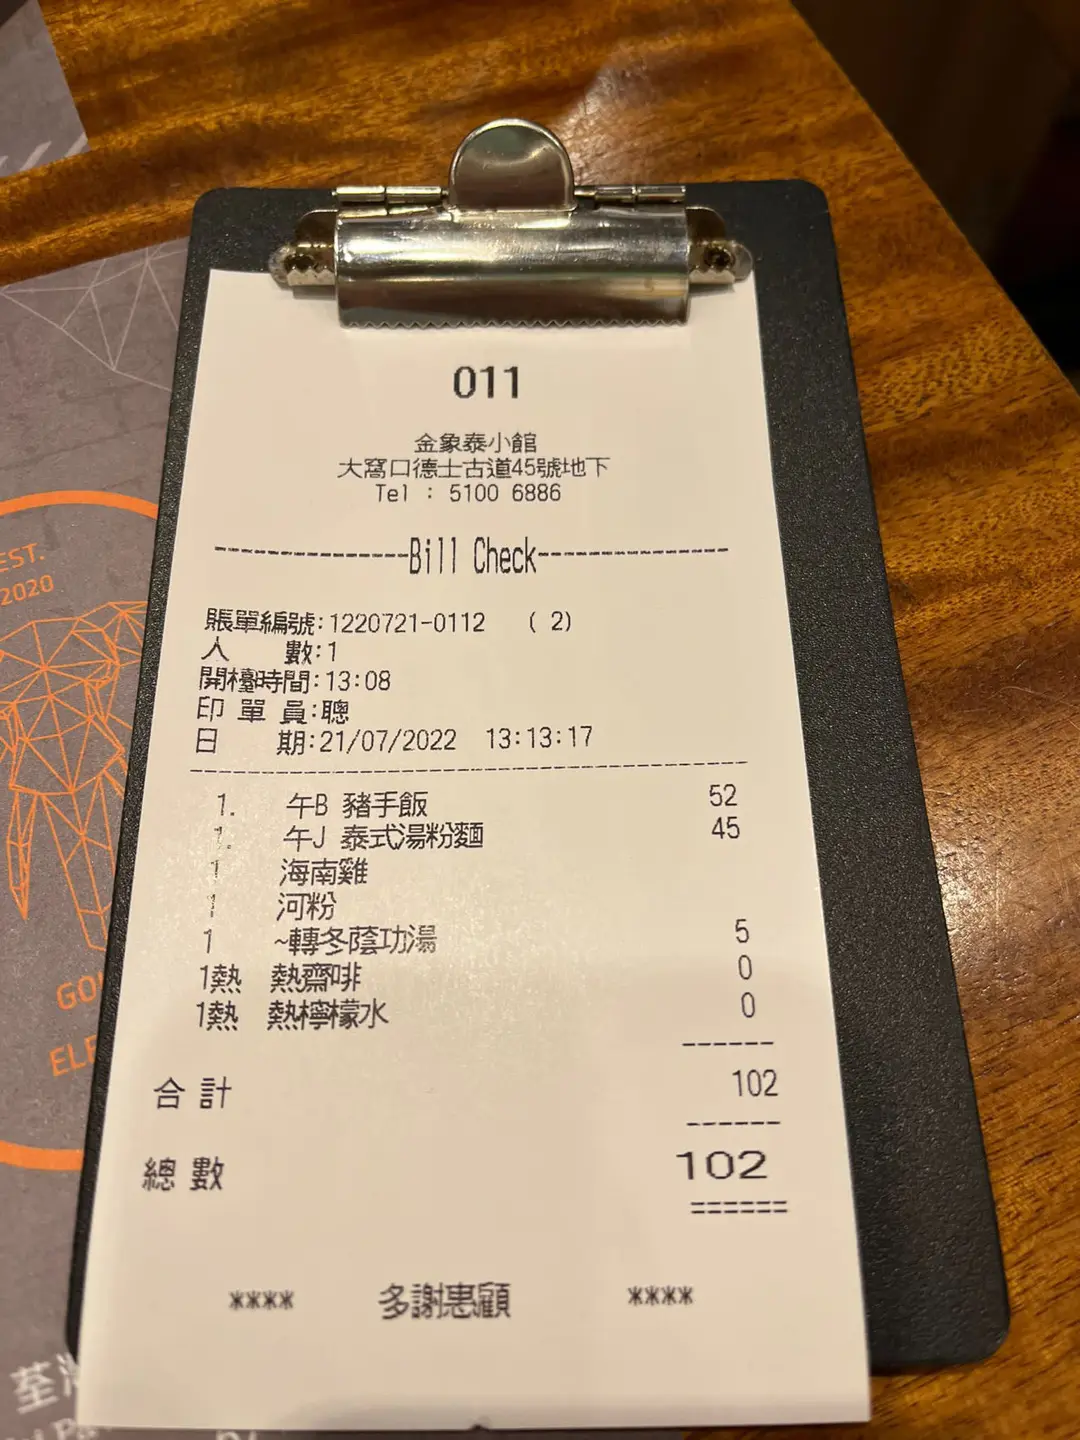 011
金象泰小館
大窩口德士古道45號地下
Tel : 5100 6886
Bill Check
賬單編號:1220721-0112 ( 2)
人 數:1
開檯時間:13:08
印 單 員:聰
日 期:21/07/2022 13:13:17
1. 午B 豬手飯 52
1. 午J 泰式湯粉麵 45
1 海南雞
1 河粉
1 ~轉冬蔭功湯 5
1熱 熱齋啡 0
1熱 熱檸檬水 0
合 計 102
總 數 102
**** 多謝惠顧 ****
EST.
2020
GO
ELE
荃